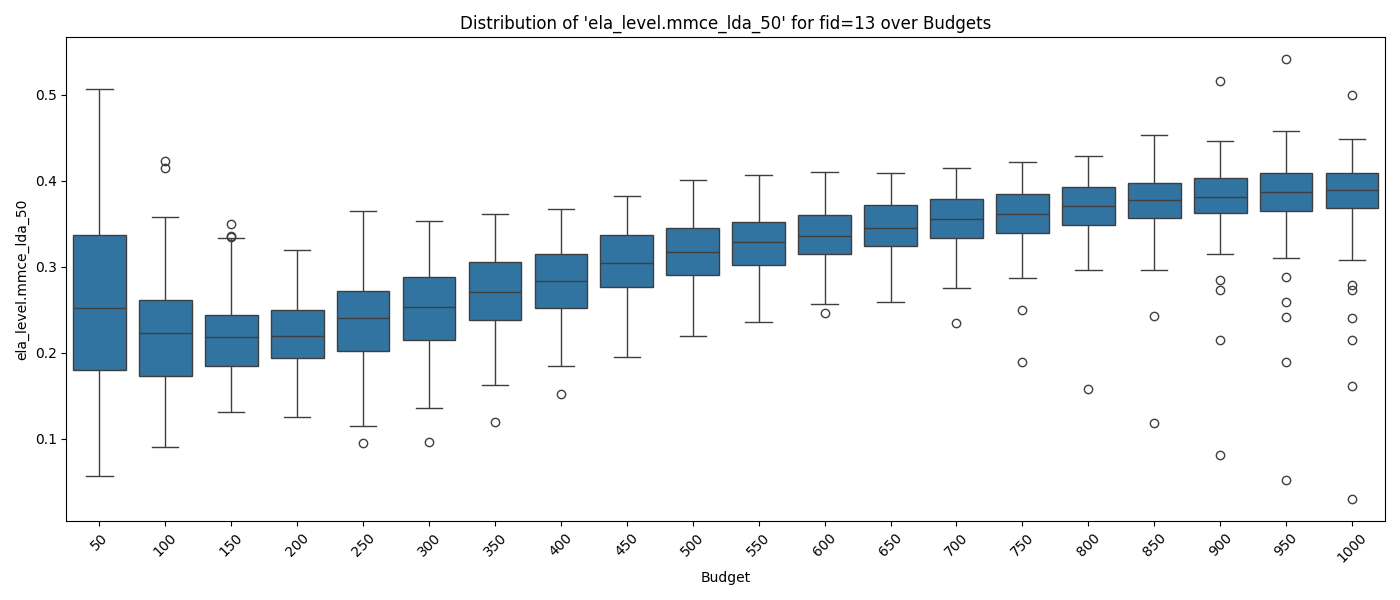 Distribution of 'ela_level.mmce_lda_50' for fid=13 over Budgets
ela_level.mmce_lda_50
0.5
0.4
0.3
0.2
0.1
50 100 150 200 250 300 350 400 450 500 550 600 650 700 750 800 850 900 950 1000
Budget